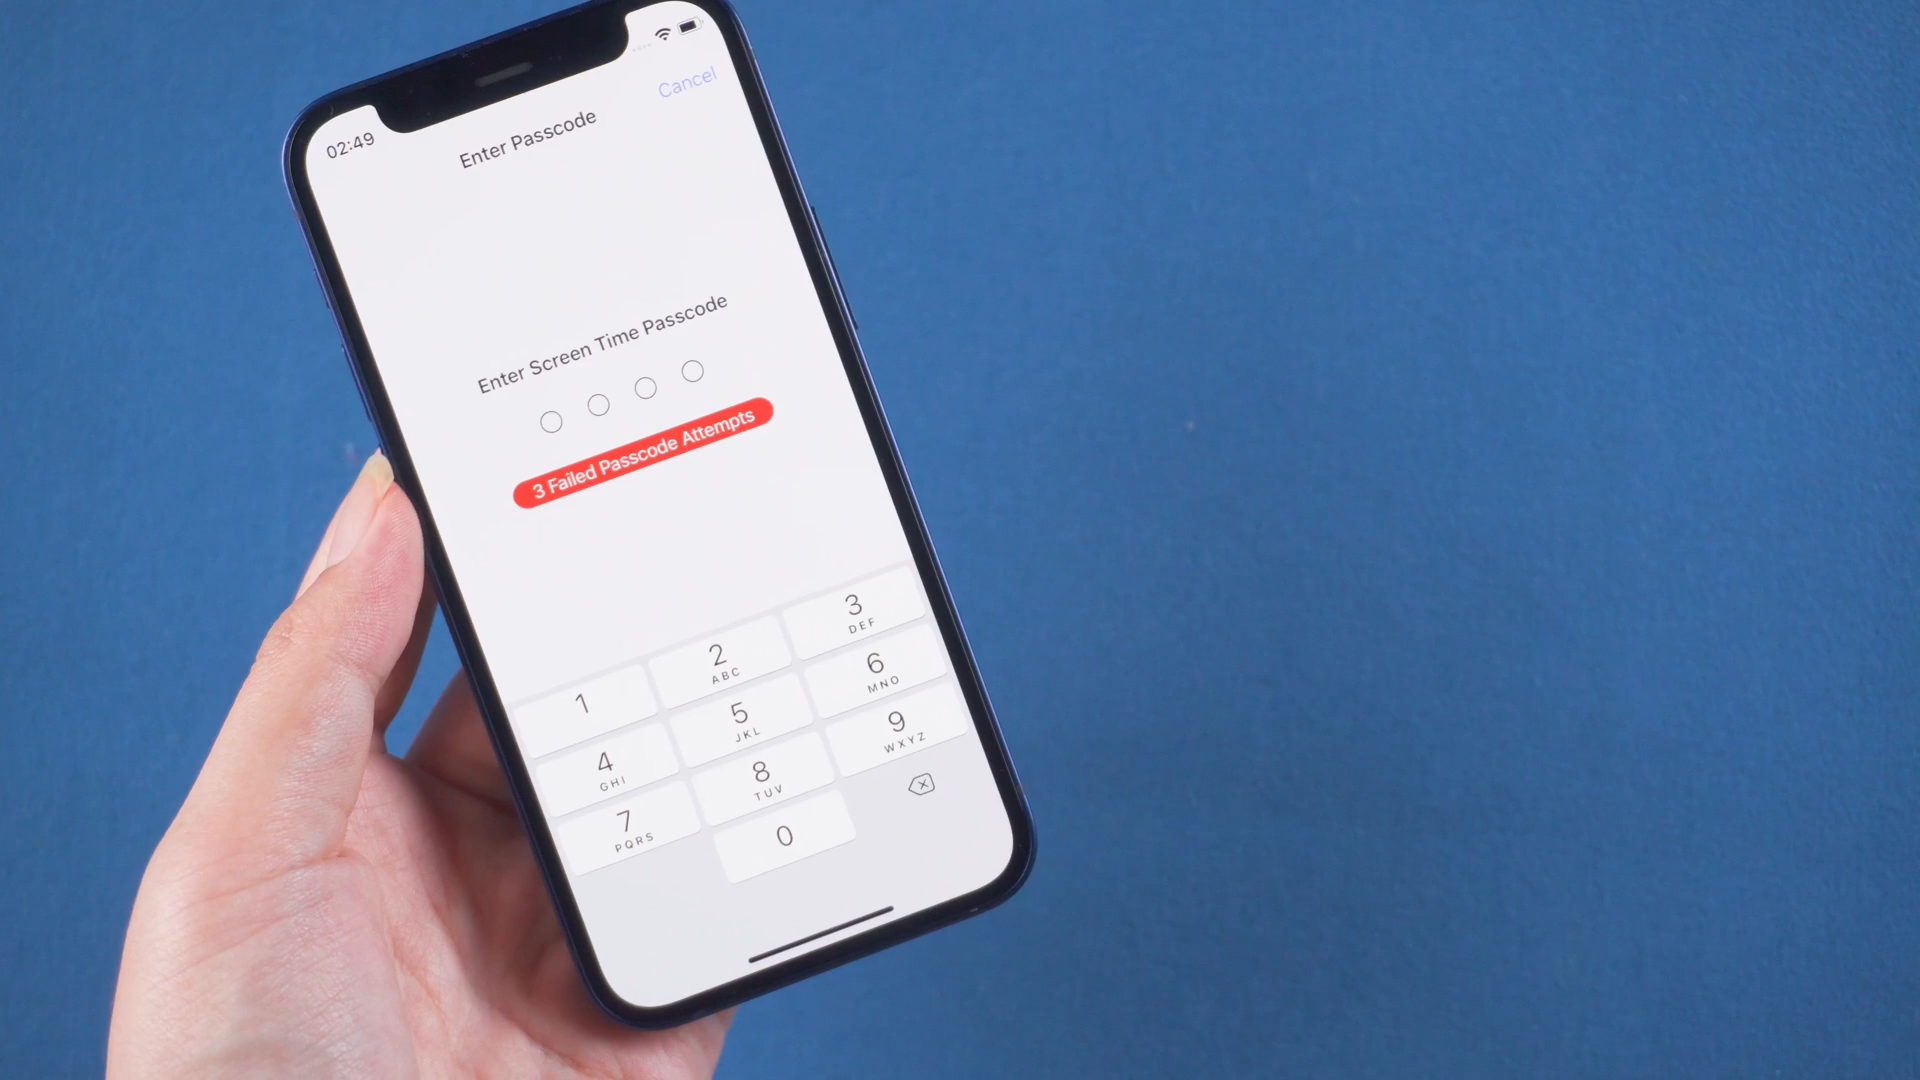 02:49
Cancel
Enter Passcode
Enter Screen Time Passcode
3 Failed Passcode Attempts
1
2
ABC
3
DEF
4
GHI
5
JKL
6
MNO
7
PQRS
8
TUV
9
WXYZ
0